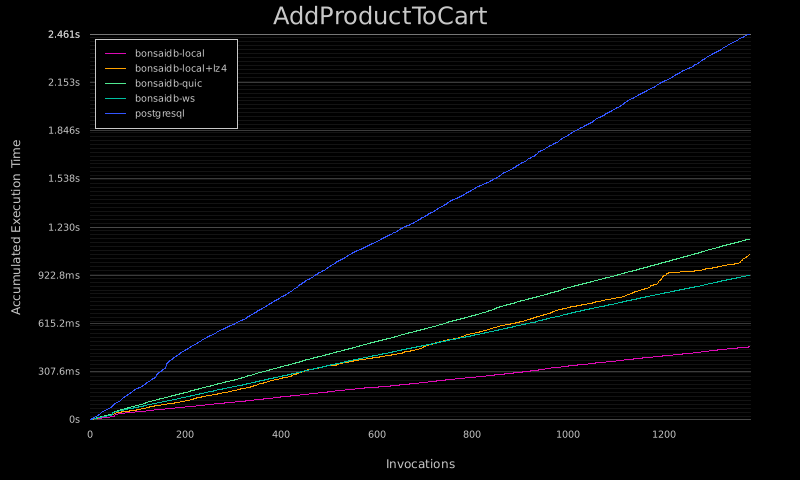 AddProductToCart
2.461s
bonsaidb-local
bonsaidb-local+lz4
bonsaidb-quic
bonsaidb-ws
postgresql
2.153s
1.846s
1.538s
1.230s
922.8ms
615.2ms
307.6ms
0s
Accumulated Execution Time
0 200 400 600 800 1000 1200
Invocations